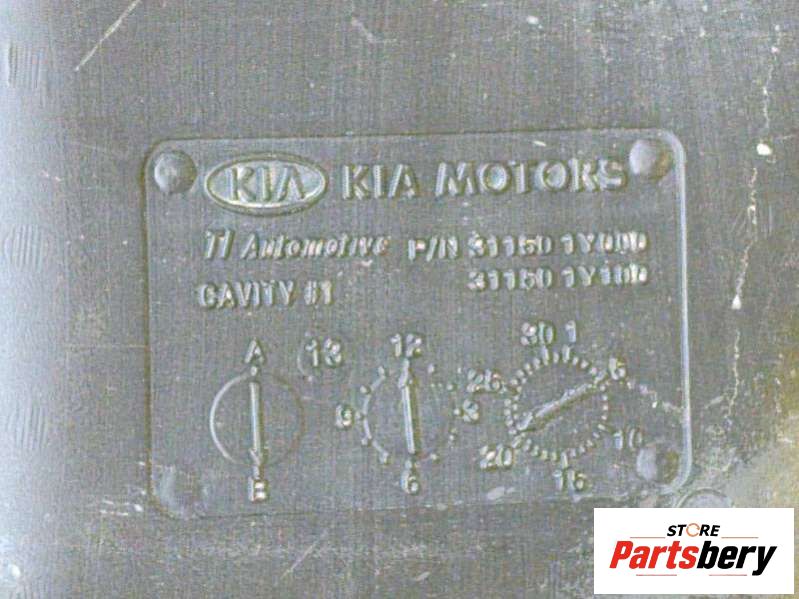 KIA KIA MOTORS
TI Automotive P/N 31150 1Y000
CAVITY #1 31150 1Y100
A 13 12 30 1
25 5
9 3
20 10
B 6 15
STORE
Partsbery